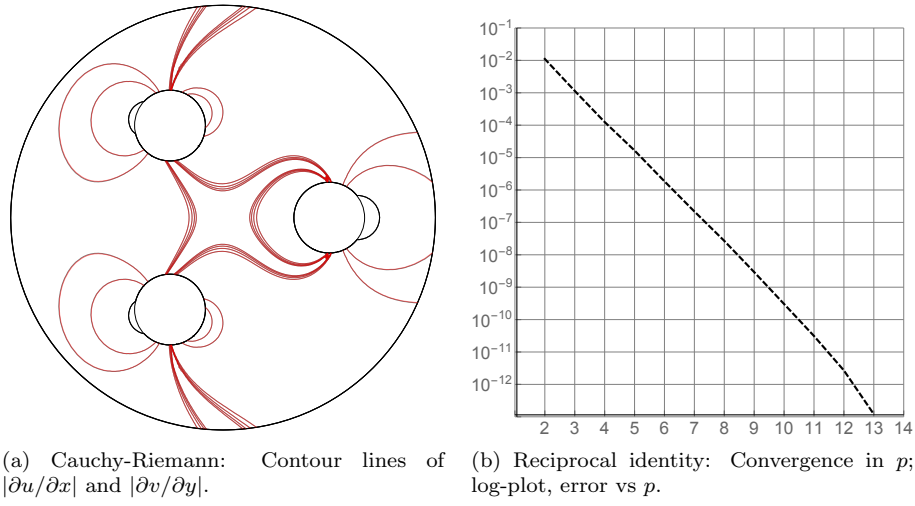 10−1
10−2
10−3
10−4
10−5
10−6
10−7
10−8
10−9
10−10
10−11
10−12
2 3 4 5 6 7 8 9 10 11 12 13 14
(a) Cauchy-Riemann: Contour lines of
|∂u/∂x| and |∂v/∂y|.
(b) Reciprocal identity: Convergence in p;
log-plot, error vs p.